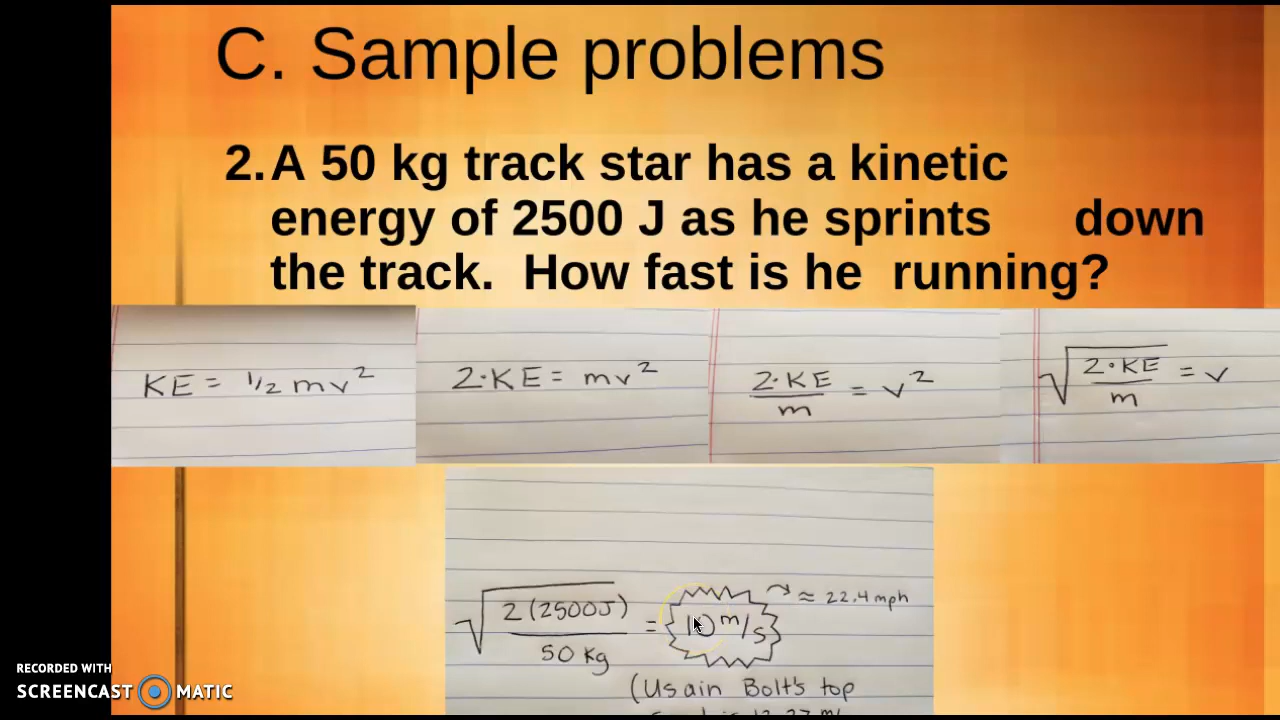 C. Sample problems
2. A 50 kg track star has a kinetic
energy of 2500 J as he sprints down
the track. How fast is he running?
KE = 1/2 mv²
2·KE = mv²
2·KE / m = v²
√(2·KE / m) = v
√(2(2500J) / 50 kg) = 10 m/s
≈ 22.4 mph
(Usain Bolt's top
RECORDED WITH
SCREENCAST MATIC